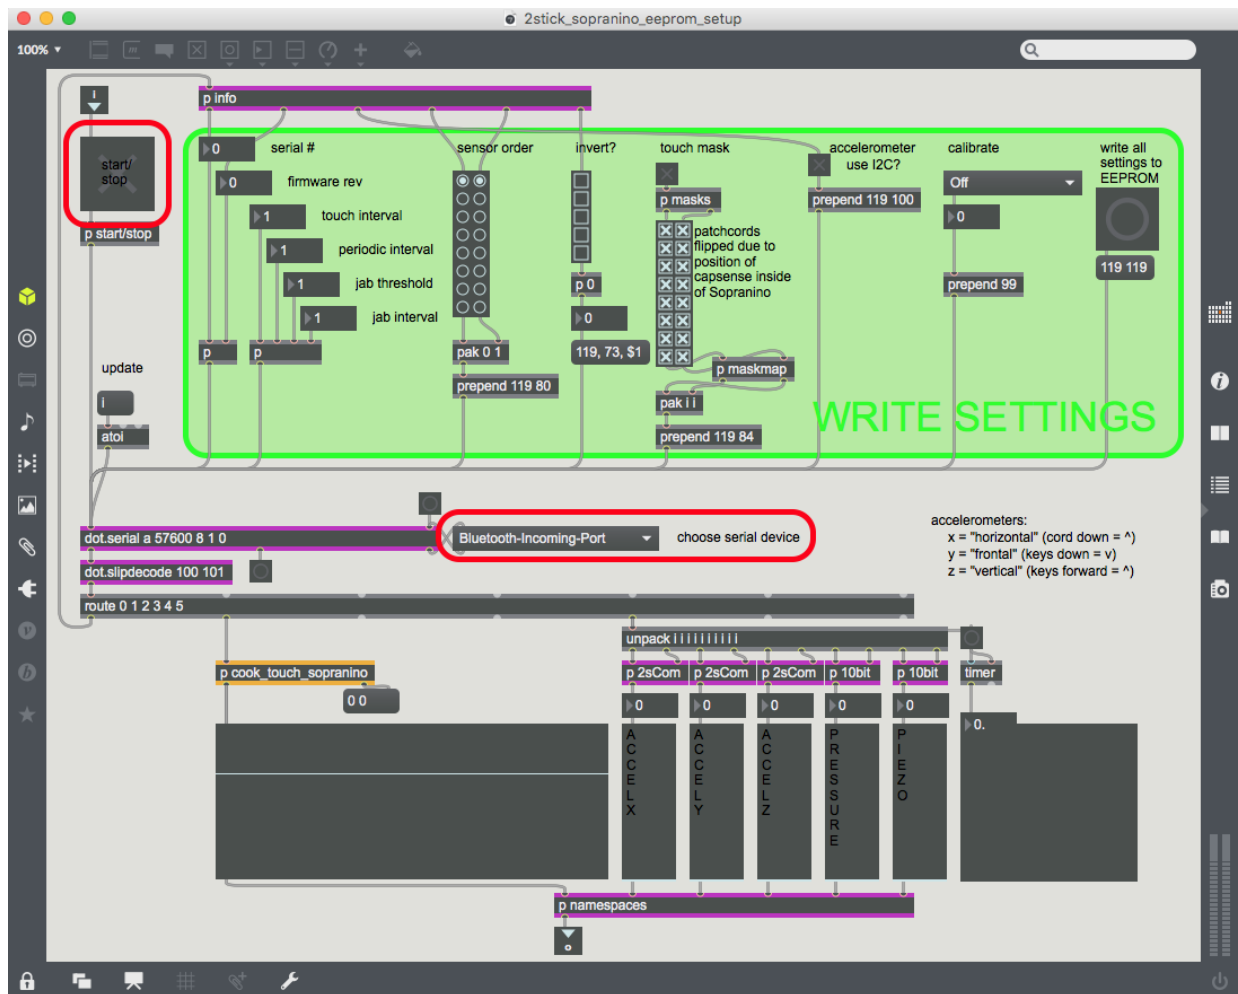 2stick_sopranino_eeprom_setup
100%
i
p info
start/
stop
p start/stop
0
serial #
0
firmware rev
1
touch interval
1
periodic interval
1
jab threshold
1
jab interval
p
p
sensor order
pak 0 1
prepend 119 80
invert?
p 0
0
119, 73, $1
touch mask
p masks
patchcords
flipped due to
position of
capsense inside
of Sopranino
p maskmap
pak i i
prepend 119 84
accelerometer
use I2C?
prepend 119 100
calibrate
Off
0
prepend 99
write all
settings to
EEPROM
119 119
WRITE SETTINGS
update
i
atoi
dot.serial a 57600 8 1 0
Bluetooth-Incoming-Port
choose serial device
accelerometers:
x = "horizontal" (cord down = ^)
y = "frontal" (keys down = v)
z = "vertical" (keys forward = ^)
dot.slipdecode 100 101
route 0 1 2 3 4 5
unpack i i i i i i i i i i
p cook_touch_sopranino
0 0
p 2sCom
p 2sCom
p 2sCom
p 10bit
p 10bit
timer
0
0
0
0
0
0.
ACCELX
ACCELY
ACCELZ
PRESSURE
PIEZO
p namespaces
o